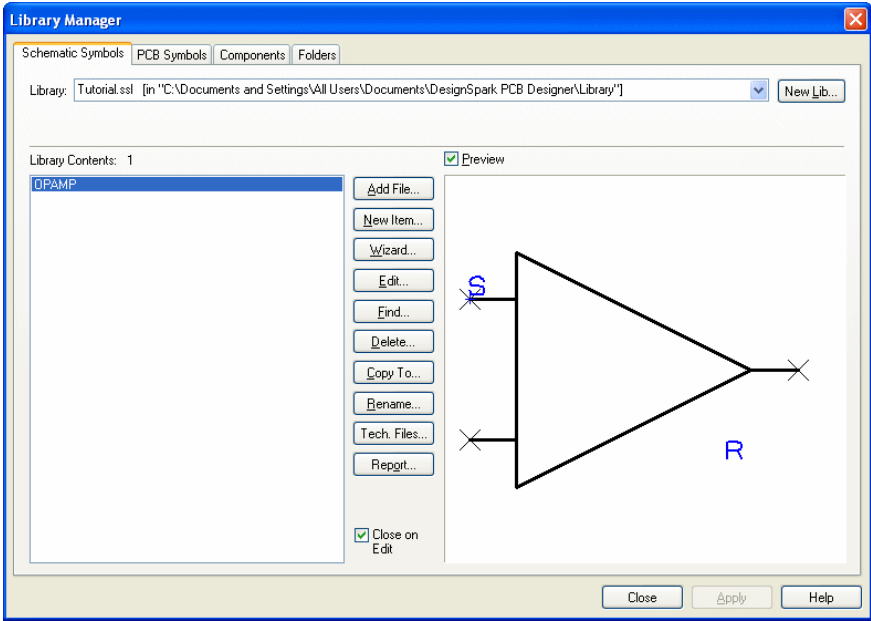 Library Manager
Schematic Symbols PCB Symbols Components Folders
Library: Tutorial.ssl [in "C:\Documents and Settings\All Users\Documents\DesignSpark PCB Designer\Library"] New Lib...
Library Contents: 1 Preview
OPAMP
Add File...
New Item...
Wizard...
Edit...
Find...
Delete...
Copy To...
Rename...
Tech. Files...
Report...
Close on
Edit
S
R
Close Apply Help